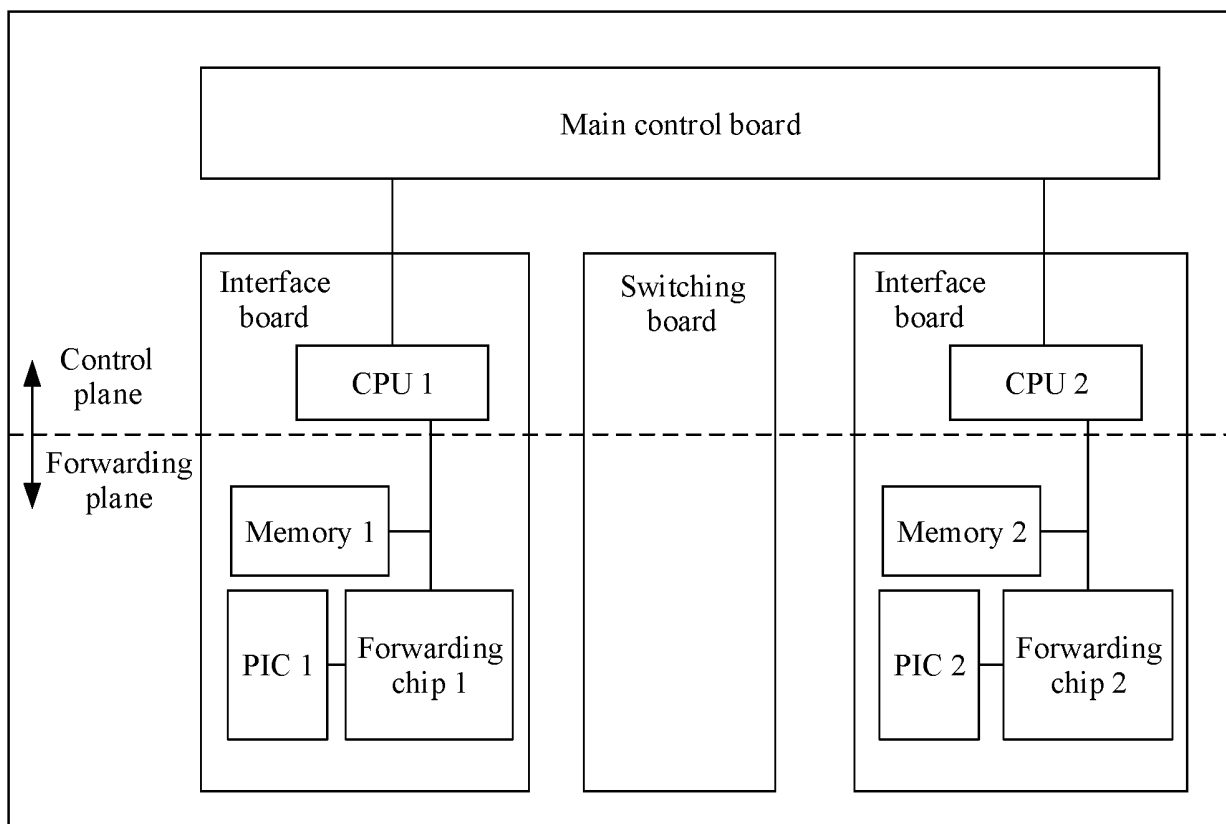 Main control board
Interface
board
Switching
board
Interface
board
Control
plane
CPU 1
CPU 2
Forwarding
plane
Memory 1
Memory 2
PIC 1
Forwarding
chip 1
PIC 2
Forwarding
chip 2